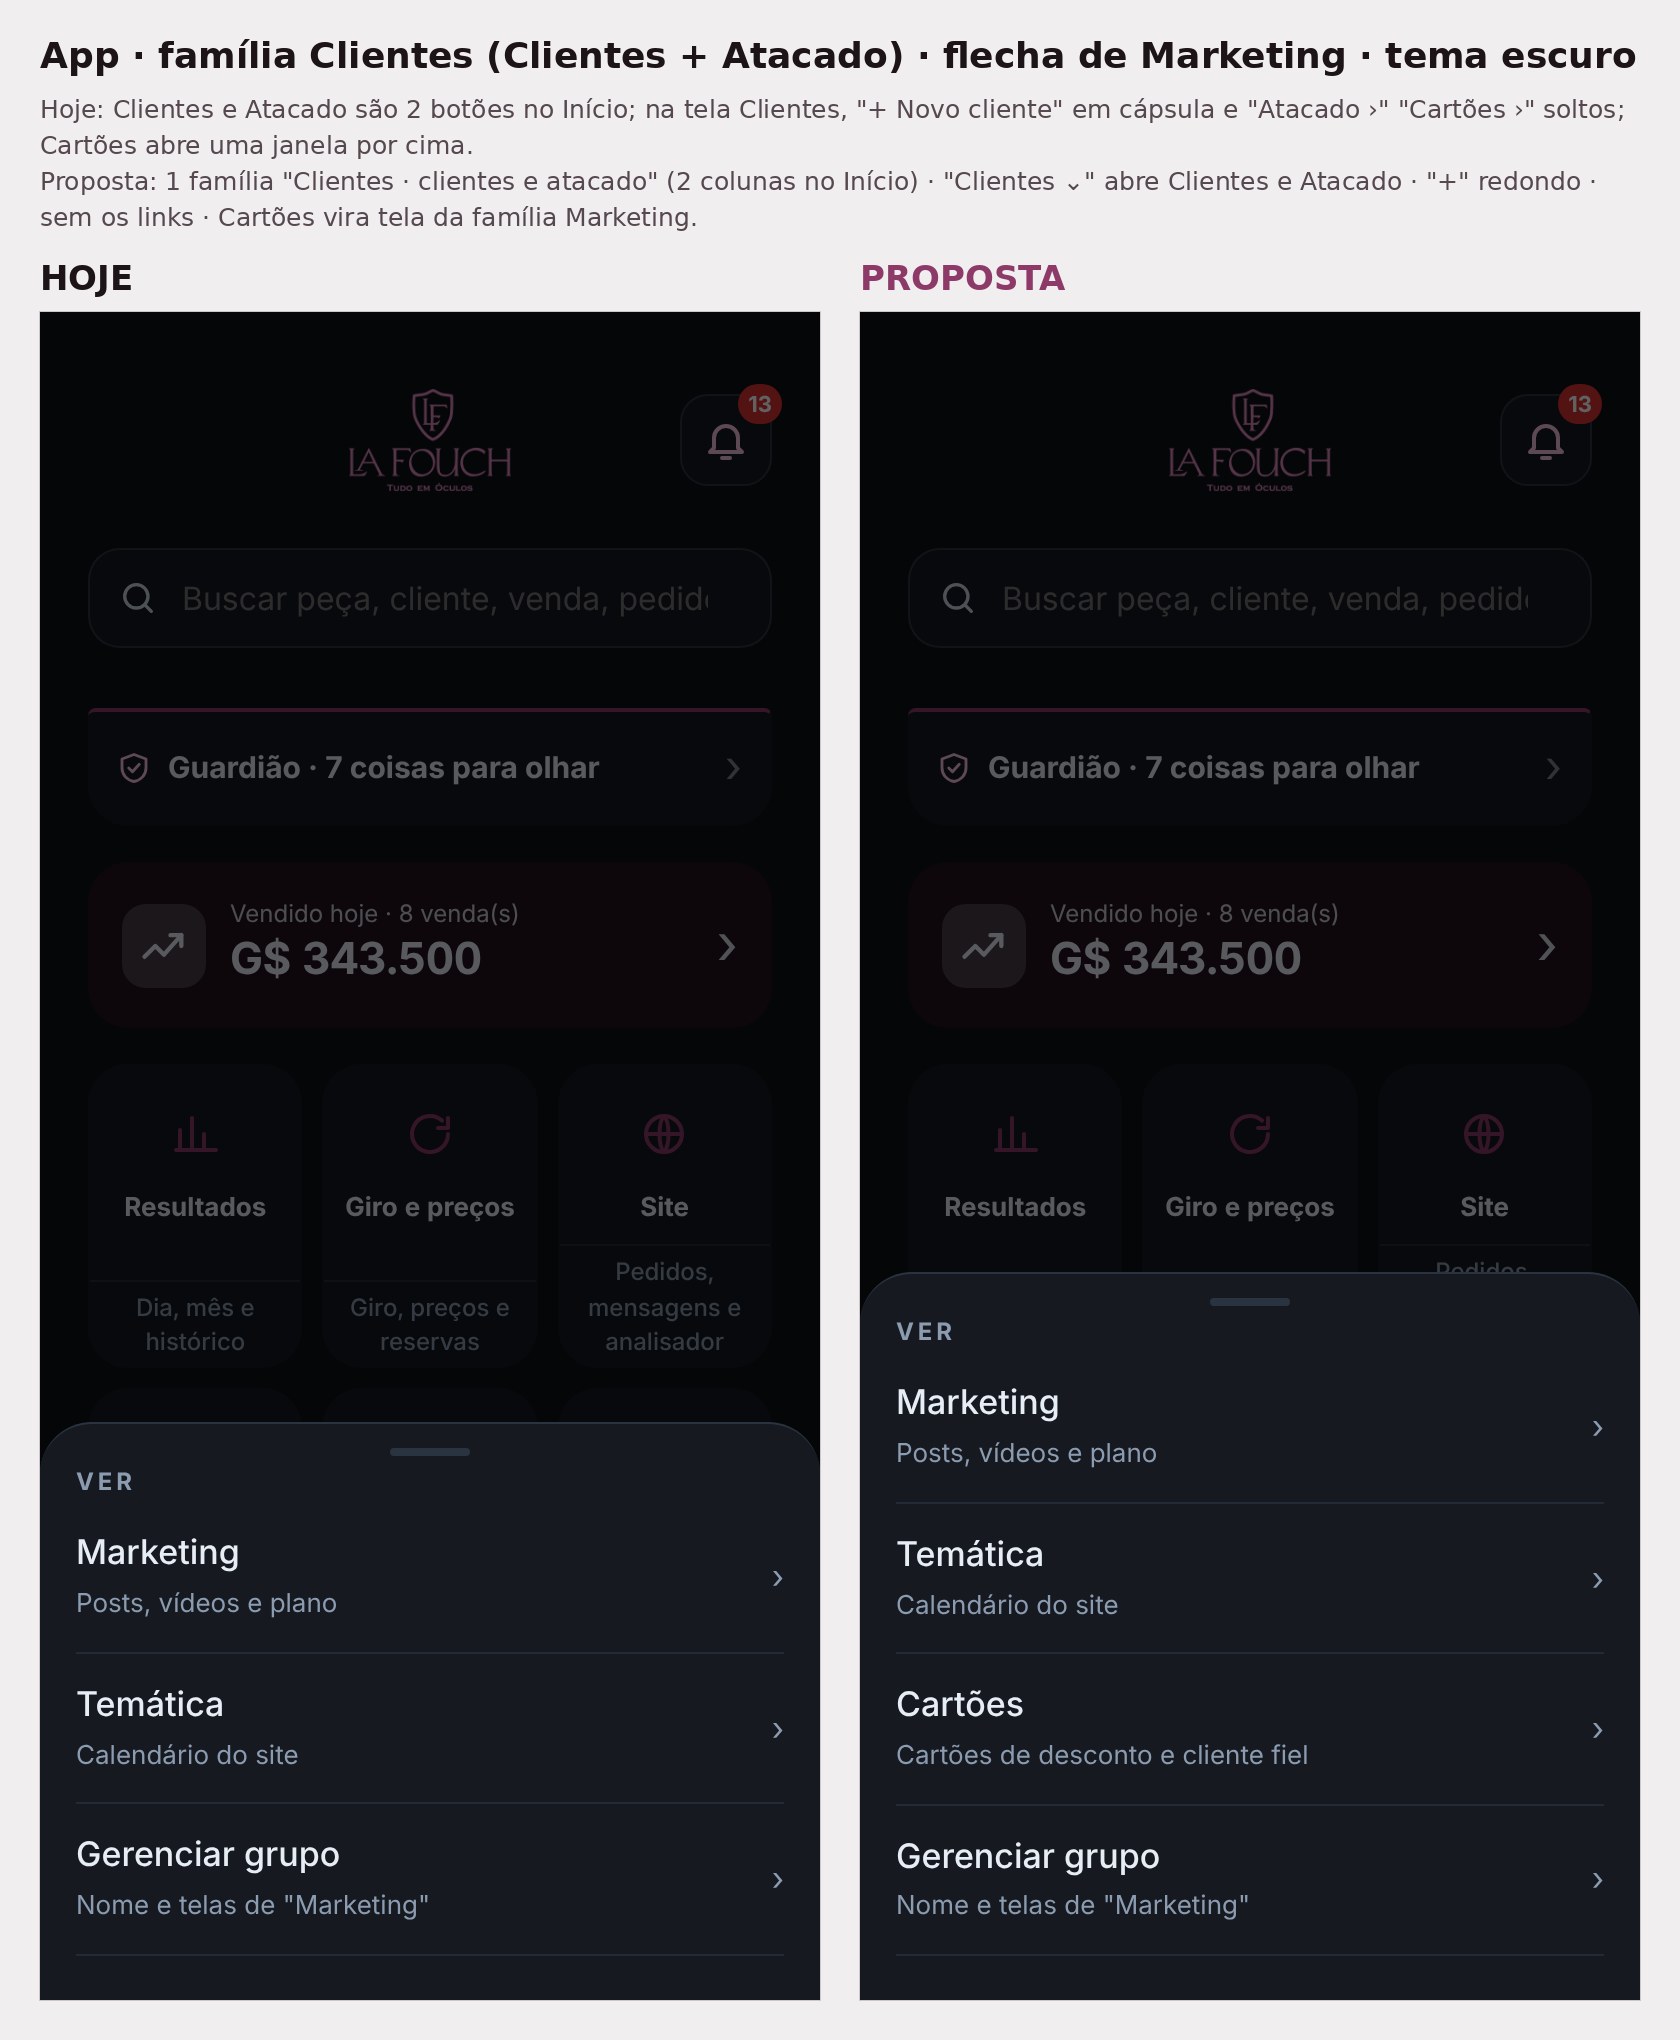 App · família Clientes (Clientes + Atacado) · flecha de Marketing · tema escuro
Hoje: Clientes e Atacado são 2 botões no Início; na tela Clientes, "+ Novo cliente" em cápsula e "Atacado ›" "Cartões ›" soltos;
Cartões abre uma janela por cima.
Proposta: 1 família "Clientes · clientes e atacado" (2 colunas no Início) · "Clientes ⌄" abre Clientes e Atacado · "+" redondo ·
sem os links · Cartões vira tela da família Marketing.
HOJE
LF
LA FOUCH
TUDO EM ÓCULOS
13
Buscar peça, cliente, venda, pedid
Guardião · 7 coisas para olhar
Vendido hoje · 8 venda(s)
G$ 343.500
Resultados
Dia, mês e
histórico
Giro e preços
Giro, preços e
reservas
Site
Pedidos,
mensagens e
analisador
VER
Marketing
Posts, vídeos e plano
Temática
Calendário do site
Gerenciar grupo
Nome e telas de "Marketing"
PROPOSTA
LF
LA FOUCH
TUDO EM ÓCULOS
13
Buscar peça, cliente, venda, pedid
Guardião · 7 coisas para olhar
Vendido hoje · 8 venda(s)
G$ 343.500
Resultados
Giro e preços
Site
Pedidos,
VER
Marketing
Posts, vídeos e plano
Temática
Calendário do site
Cartões
Cartões de desconto e cliente fiel
Gerenciar grupo
Nome e telas de "Marketing"